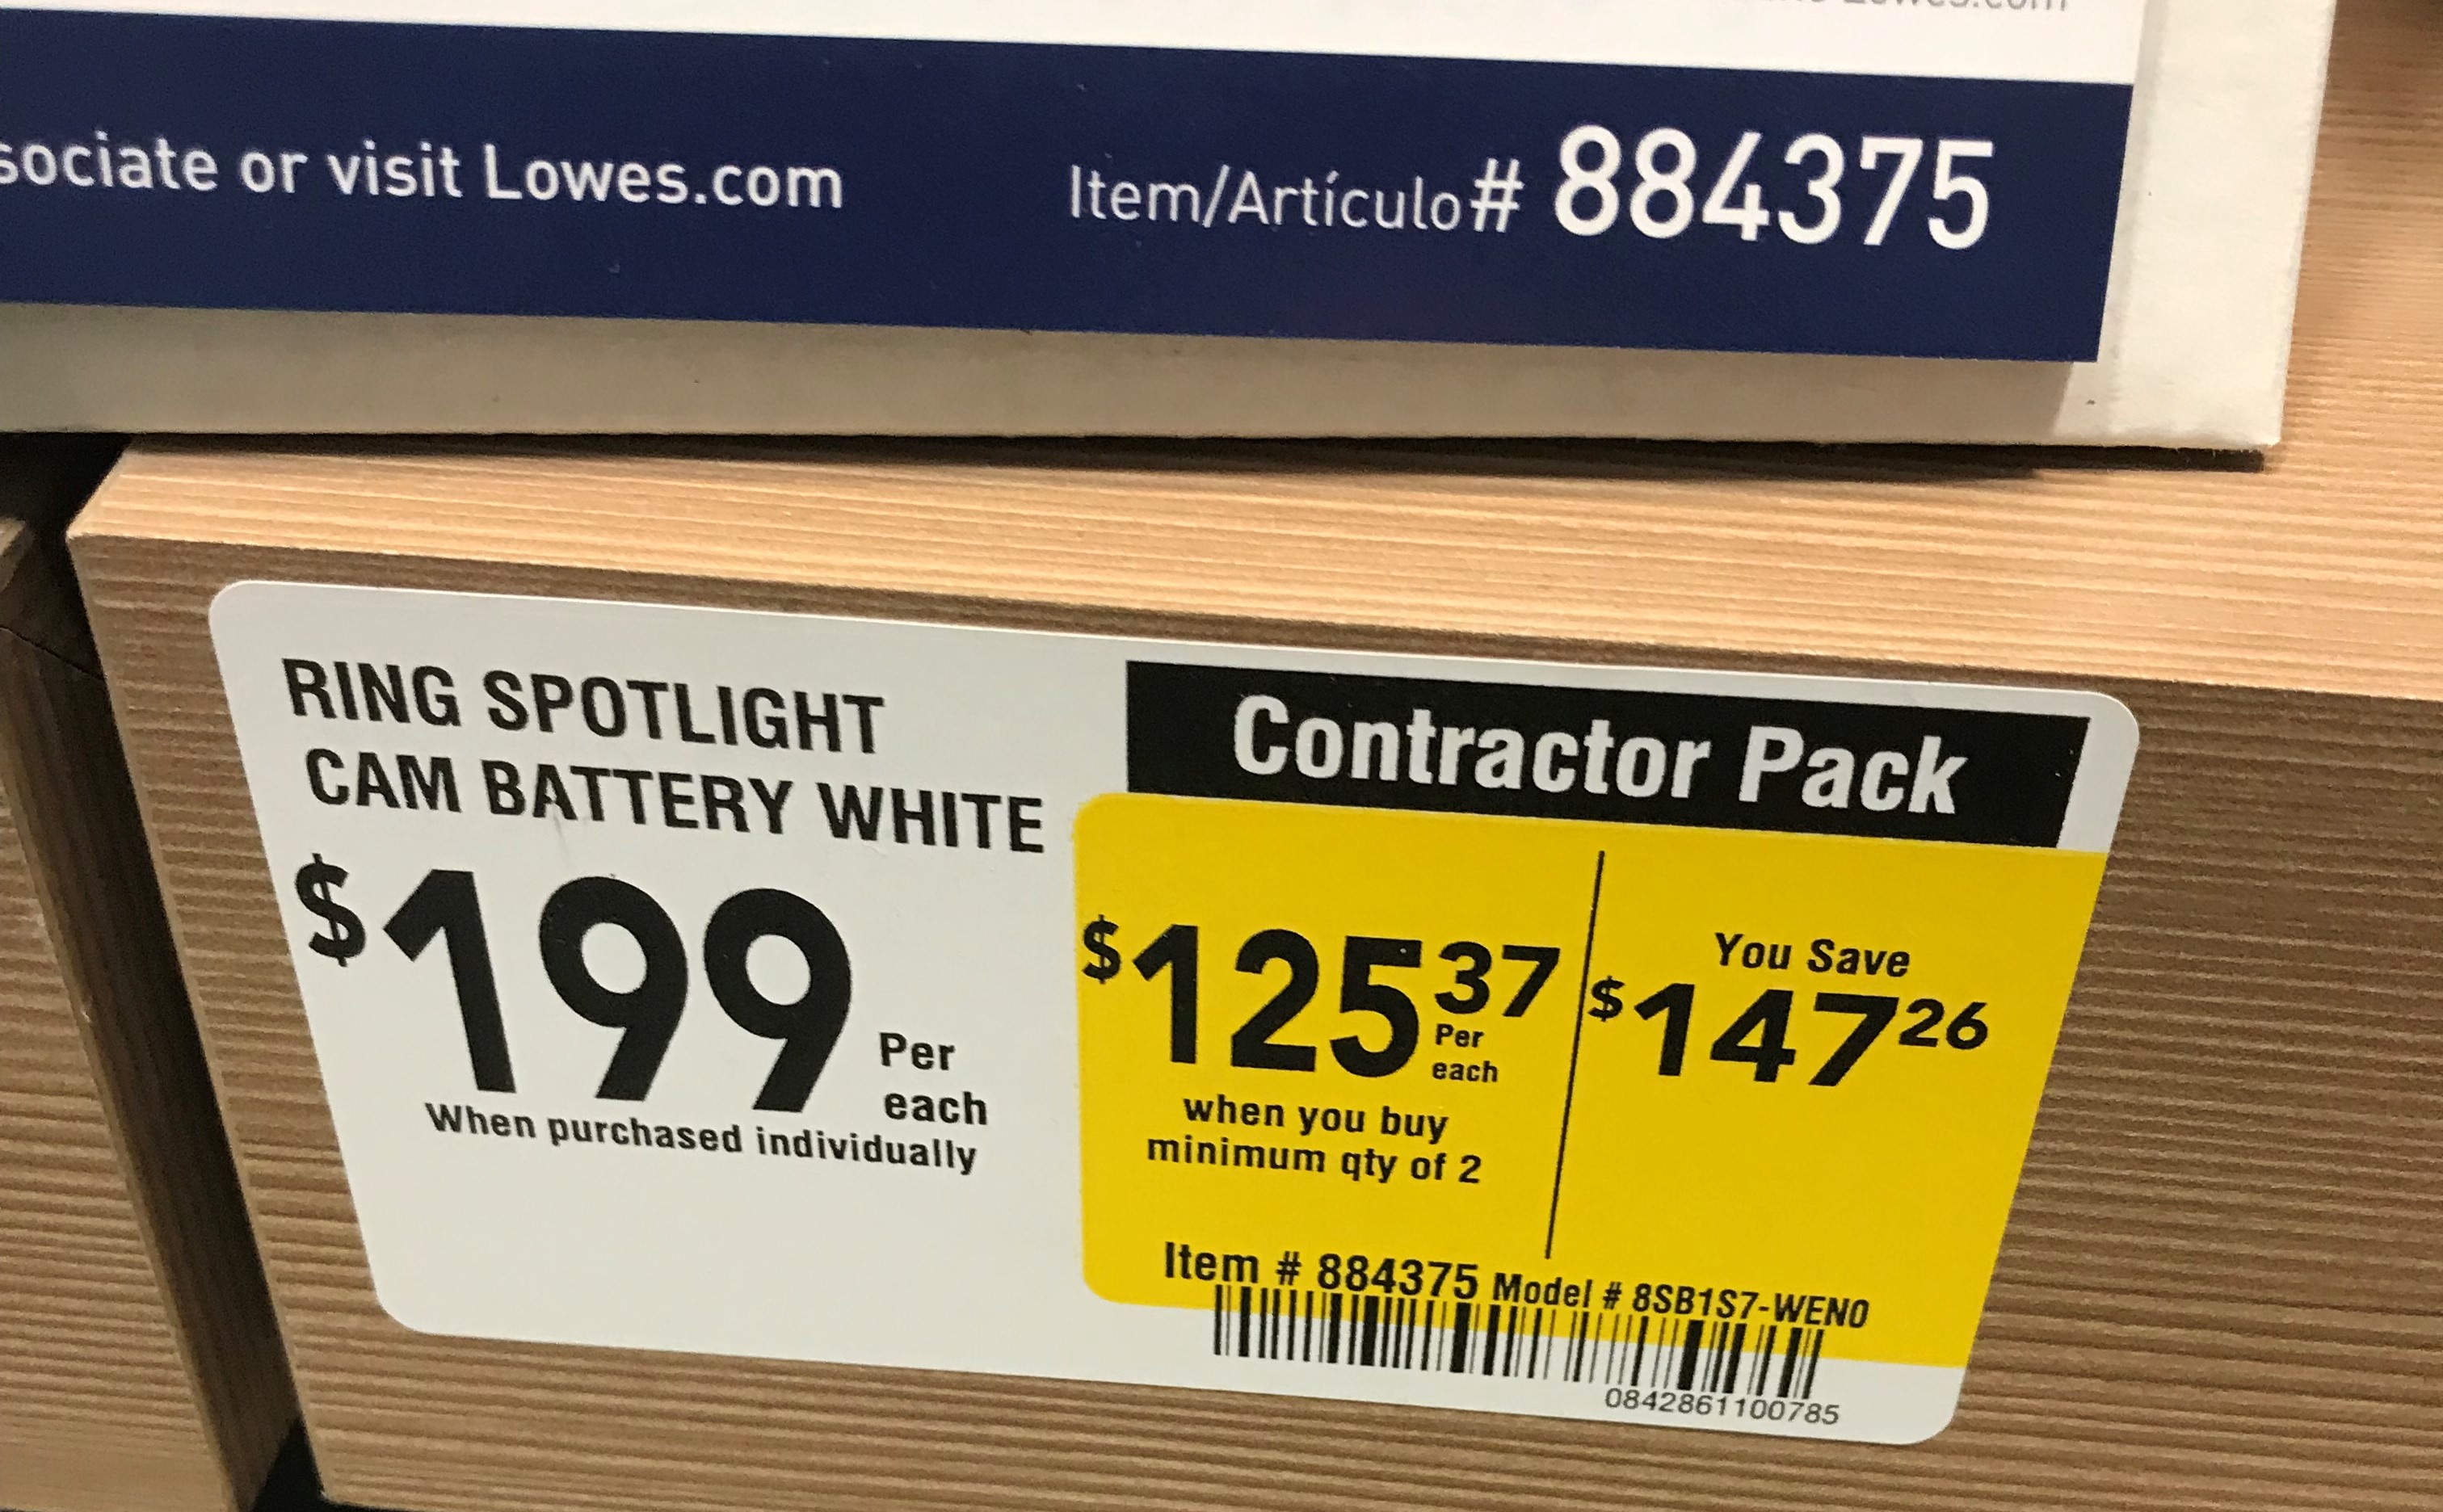 Lowes.com
sociate or visit Lowes.com
Item/Artículo# 884375
RING SPOTLIGHT
CAM BATTERY WHITE
$199 Per
each
When purchased individually
Contractor Pack
$125 37
Per
each
when you buy
minimum qty of 2
You Save
$147 26
Item # 884375 Model # 8SB1S7-WEN0
0842861100785